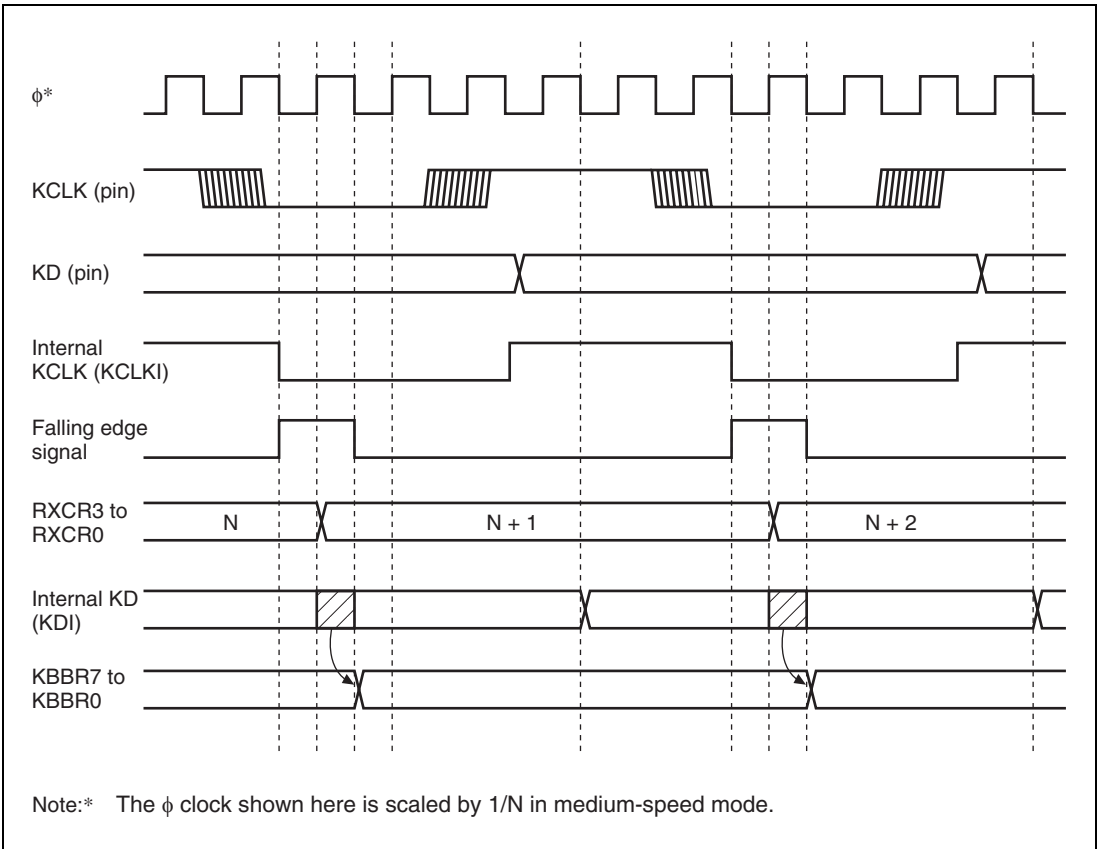 ϕ*
KCLK (pin)
KD (pin)
Internal
KCLK (KCLKI)
Falling edge
signal
RXCR3 to
RXCR0
N
N + 1
N + 2
Internal KD
(KDI)
KBBR7 to
KBBR0
Note:* The ϕ clock shown here is scaled by 1/N in medium-speed mode.